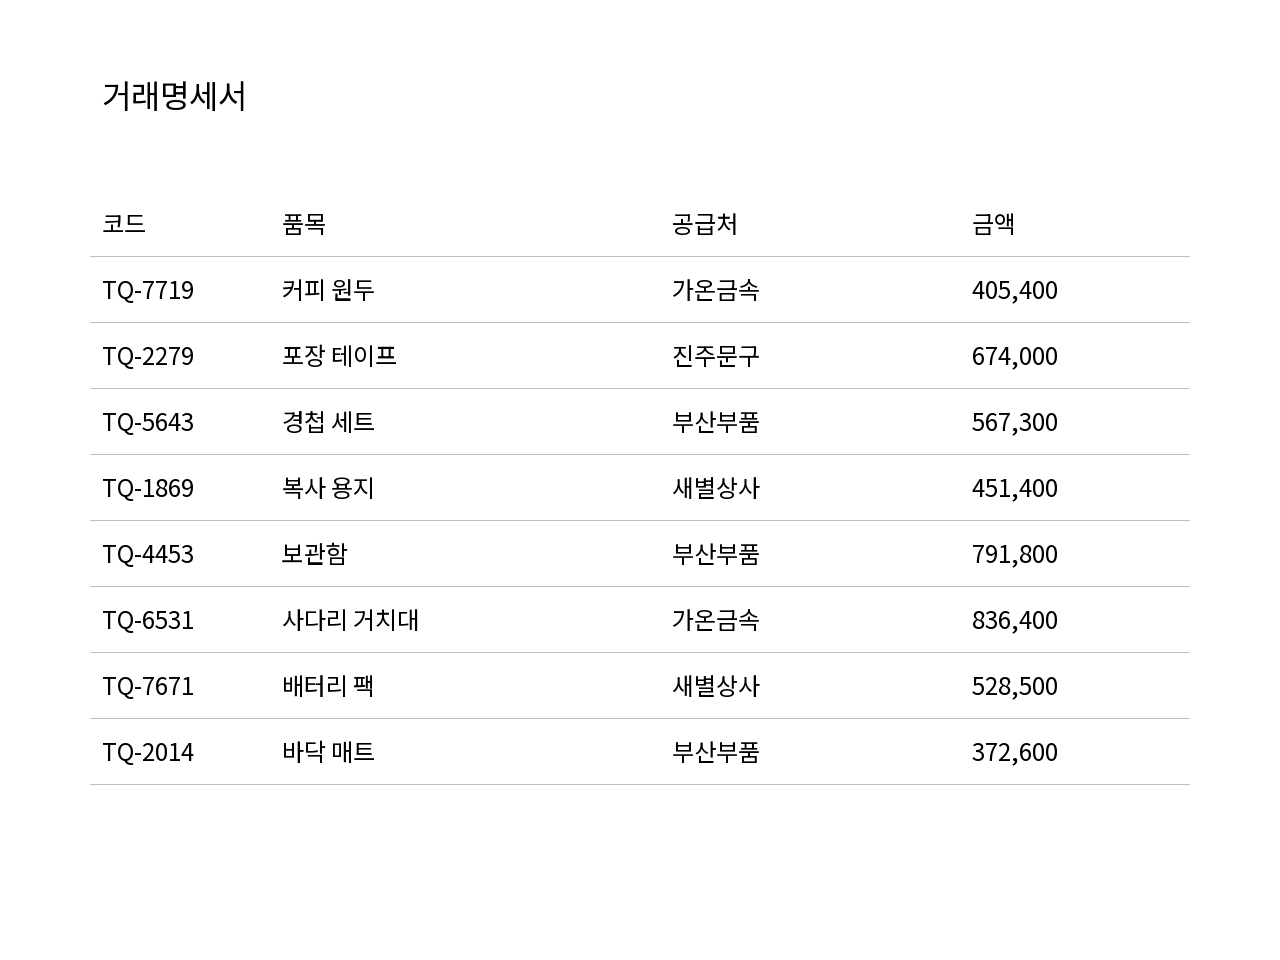 거래명세서
코드 품목 공급처 금액
TQ-7719 커피 원두 가온금속 405,400
TQ-2279 포장 테이프 진주문구 674,000
TQ-5643 경첩 세트 부산부품 567,300
TQ-1869 복사 용지 새별상사 451,400
TQ-4453 보관함 부산부품 791,800
TQ-6531 사다리 거치대 가온금속 836,400
TQ-7671 배터리 팩 새별상사 528,500
TQ-2014 바닥 매트 부산부품 372,600